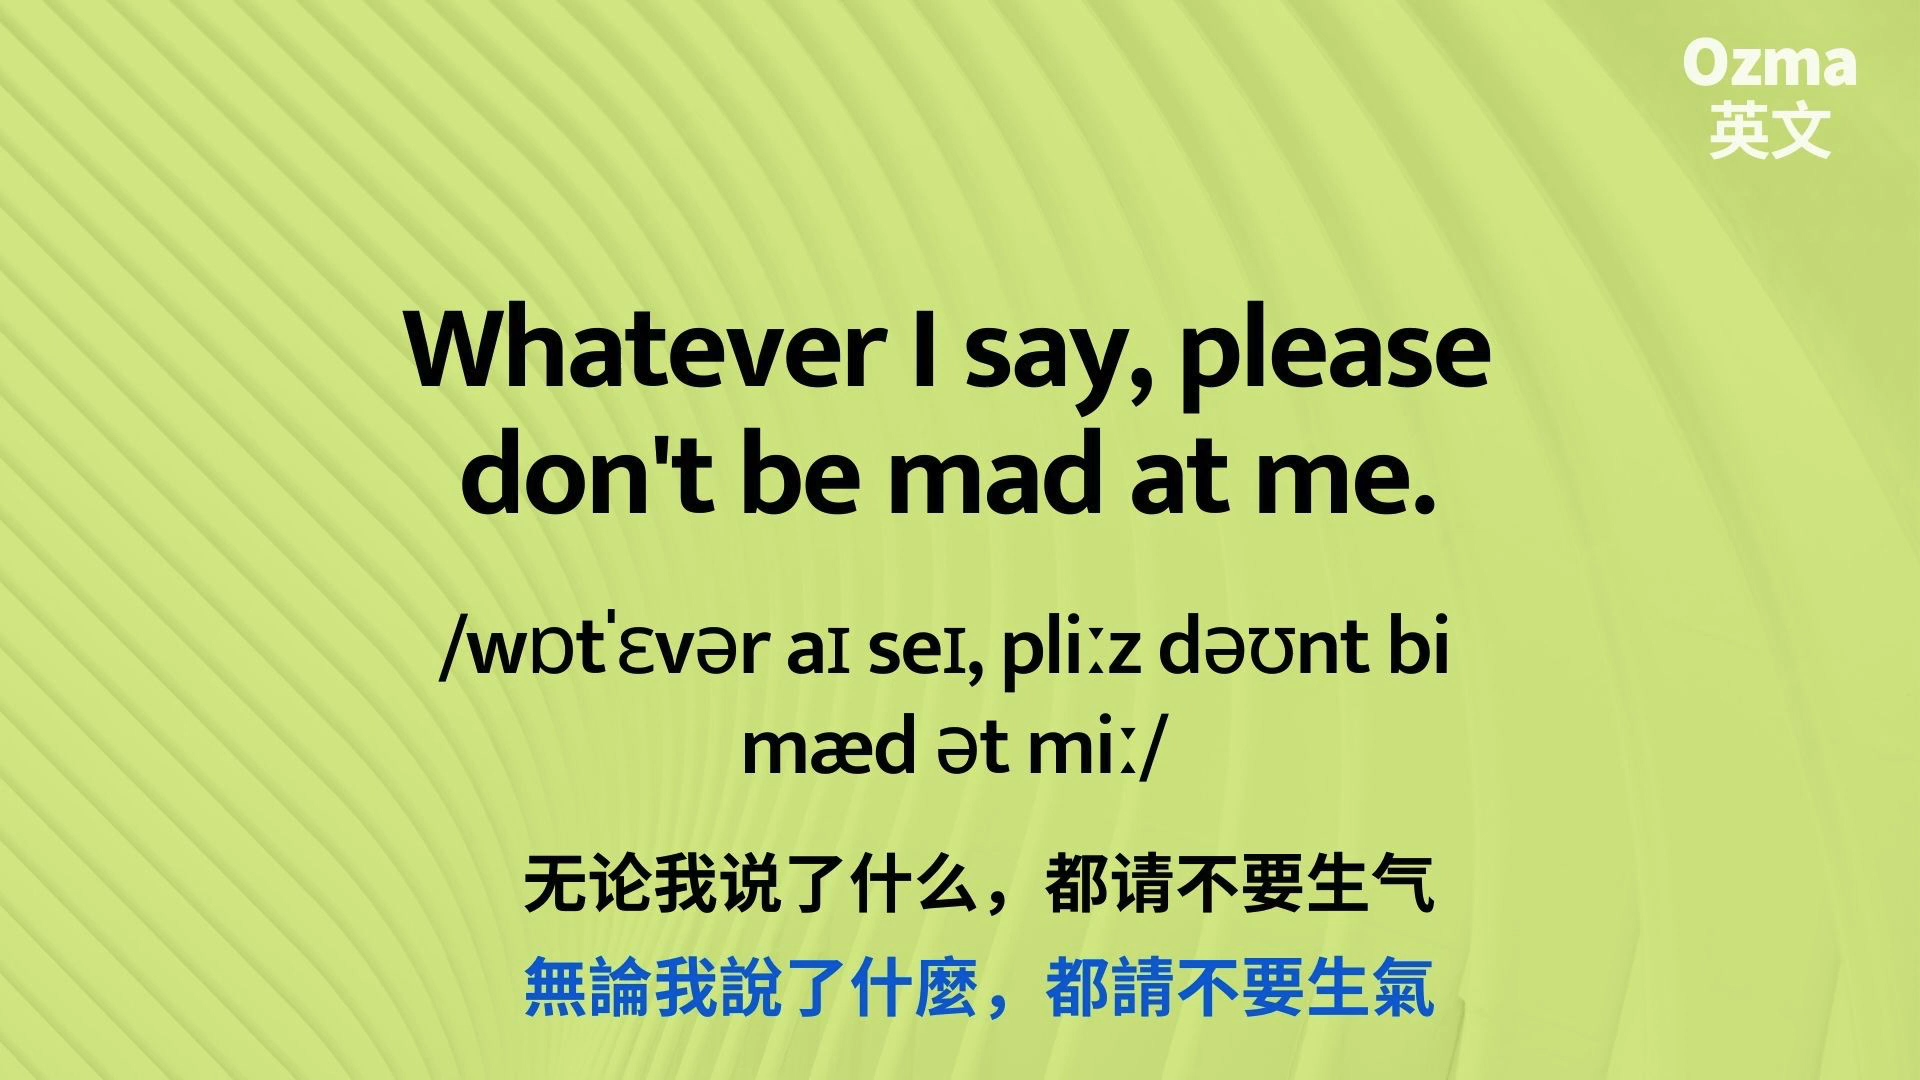 Ozma
英文
Whatever I say, please
don't be mad at me.
/wɒtˈɛvər aɪ seɪ, pliːz dəʊnt bi
mæd ət miː/
无论我说了什么，都请不要生气
無論我說了什麼，都請不要生氣